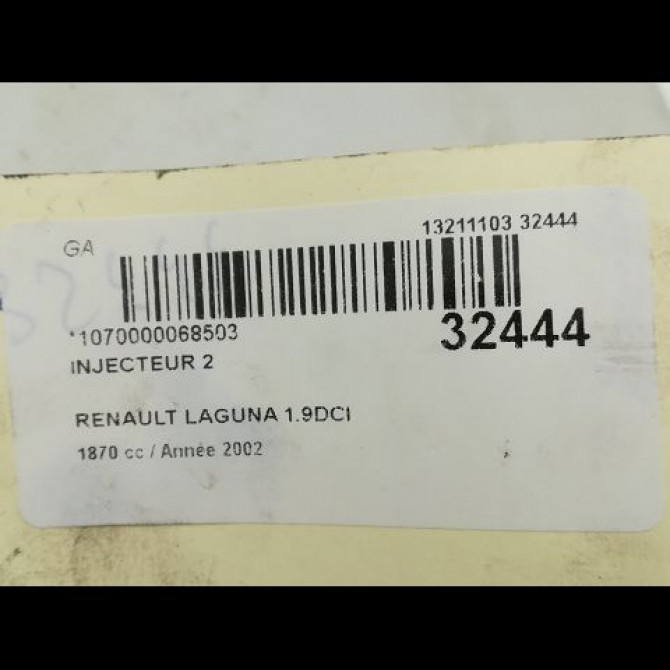 GA
13211103 32444
*1070000068503
32444
INJECTEUR 2
RENAULT LAGUNA 1.9DCI
1870 cc / Année 2002